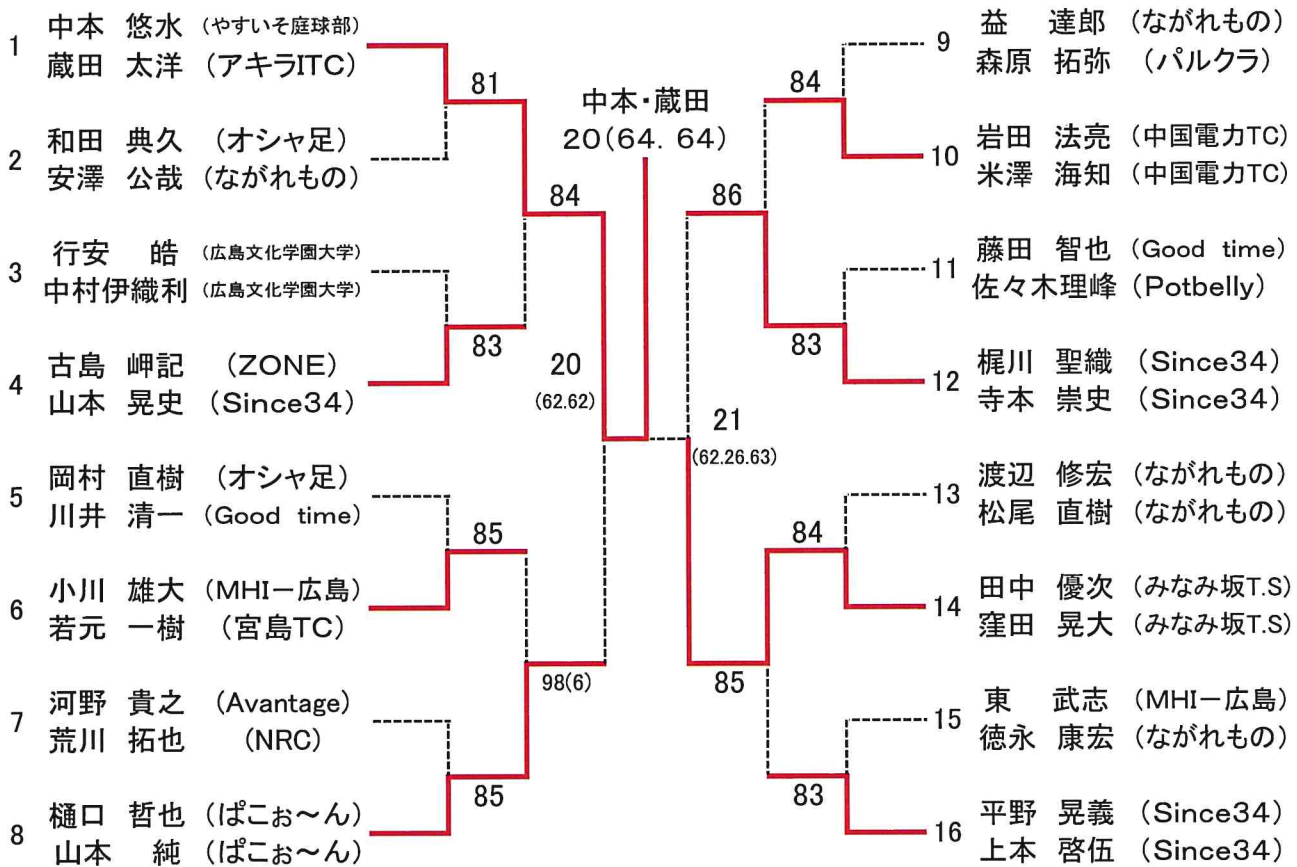 1 中本 悠水 (やすいそ庭球部)
蔵田 太洋 (アキラITC)
81
2 和田 典久 (オシャ足)
安澤 公哉 (ながれもの)
84
3 行安 皓 (広島文化学園大学)
中村伊織利 (広島文化学園大学)
83
4 古島 岬記 (ZONE)
山本 晃史 (Since34)
20
(62.62)
5 岡村 直樹 (オシャ足)
川井 清一 (Good time)
85
6 小川 雄大 (MHI-広島)
若元 一樹 (宮島TC)
98(6)
7 河野 貴之 (Avantage)
荒川 拓也 (NRC)
85
8 樋口 哲也 (ぱこぉ～ん)
山本 純 (ぱこぉ～ん)
中本・蔵田
20(64. 64)
9 益 達郎 (ながれもの)
森原 拓弥 (パルクラ)
84
10 岩田 法亮 (中国電力TC)
米澤 海知 (中国電力TC)
86
11 藤田 智也 (Good time)
佐々木理峰 (Potbelly)
83
12 梶川 聖織 (Since34)
寺本 崇史 (Since34)
21
(62.26.63)
13 渡辺 修宏 (ながれもの)
松尾 直樹 (ながれもの)
84
14 田中 優次 (みなみ坂T.S)
窪田 晃大 (みなみ坂T.S)
85
15 東 武志 (MHI-広島)
徳永 康宏 (ながれもの)
83
16 平野 晃義 (Since34)
上本 啓伍 (Since34)